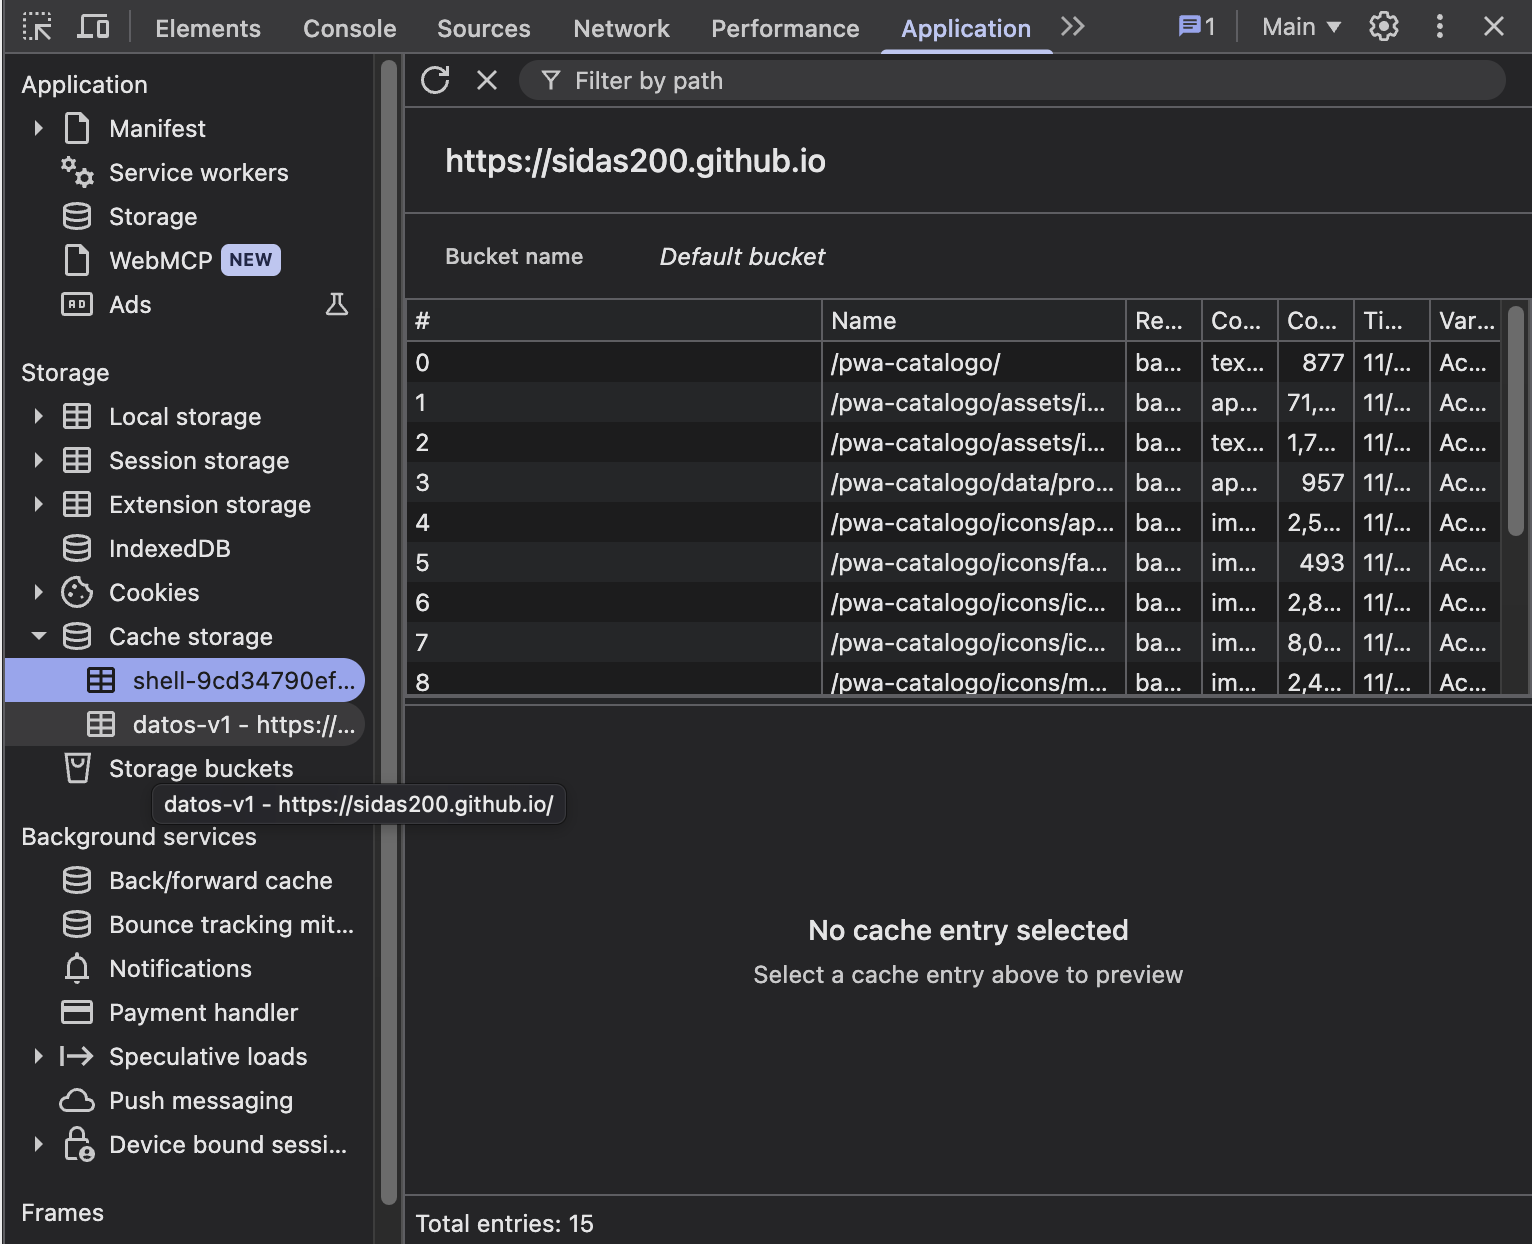 Elements Console Sources Network Performance Application 1 Main
Application
Manifest
Service workers
Storage
WebMCP NEW
AD Ads
Storage
Local storage
Session storage
Extension storage
IndexedDB
Cookies
Cache storage
shell-9cd34790ef...
datos-v1 - https://...
Storage buckets
datos-v1 - https://sidas200.github.io/
Background services
Back/forward cache
Bounce tracking mit...
Notifications
Payment handler
Speculative loads
Push messaging
Device bound sessi...
Frames
Filter by path
https://sidas200.github.io
Bucket name Default bucket
# Name Re... Co... Co... Ti... Var...
0 /pwa-catalogo/ ba... tex... 877 11/... Ac...
1 /pwa-catalogo/assets/i... ba... ap... 71,... 11/... Ac...
2 /pwa-catalogo/assets/i... ba... tex... 1,7... 11/... Ac...
3 /pwa-catalogo/data/pro... ba... ap... 957 11/... Ac...
4 /pwa-catalogo/icons/ap... ba... im... 2,5... 11/... Ac...
5 /pwa-catalogo/icons/fa... ba... im... 493 11/... Ac...
6 /pwa-catalogo/icons/ic... ba... im... 2,8... 11/... Ac...
7 /pwa-catalogo/icons/ic... ba... im... 8,0... 11/... Ac...
8 /pwa-catalogo/icons/m... ba... im... 2,4... 11/... Ac...
No cache entry selected
Select a cache entry above to preview
Total entries: 15